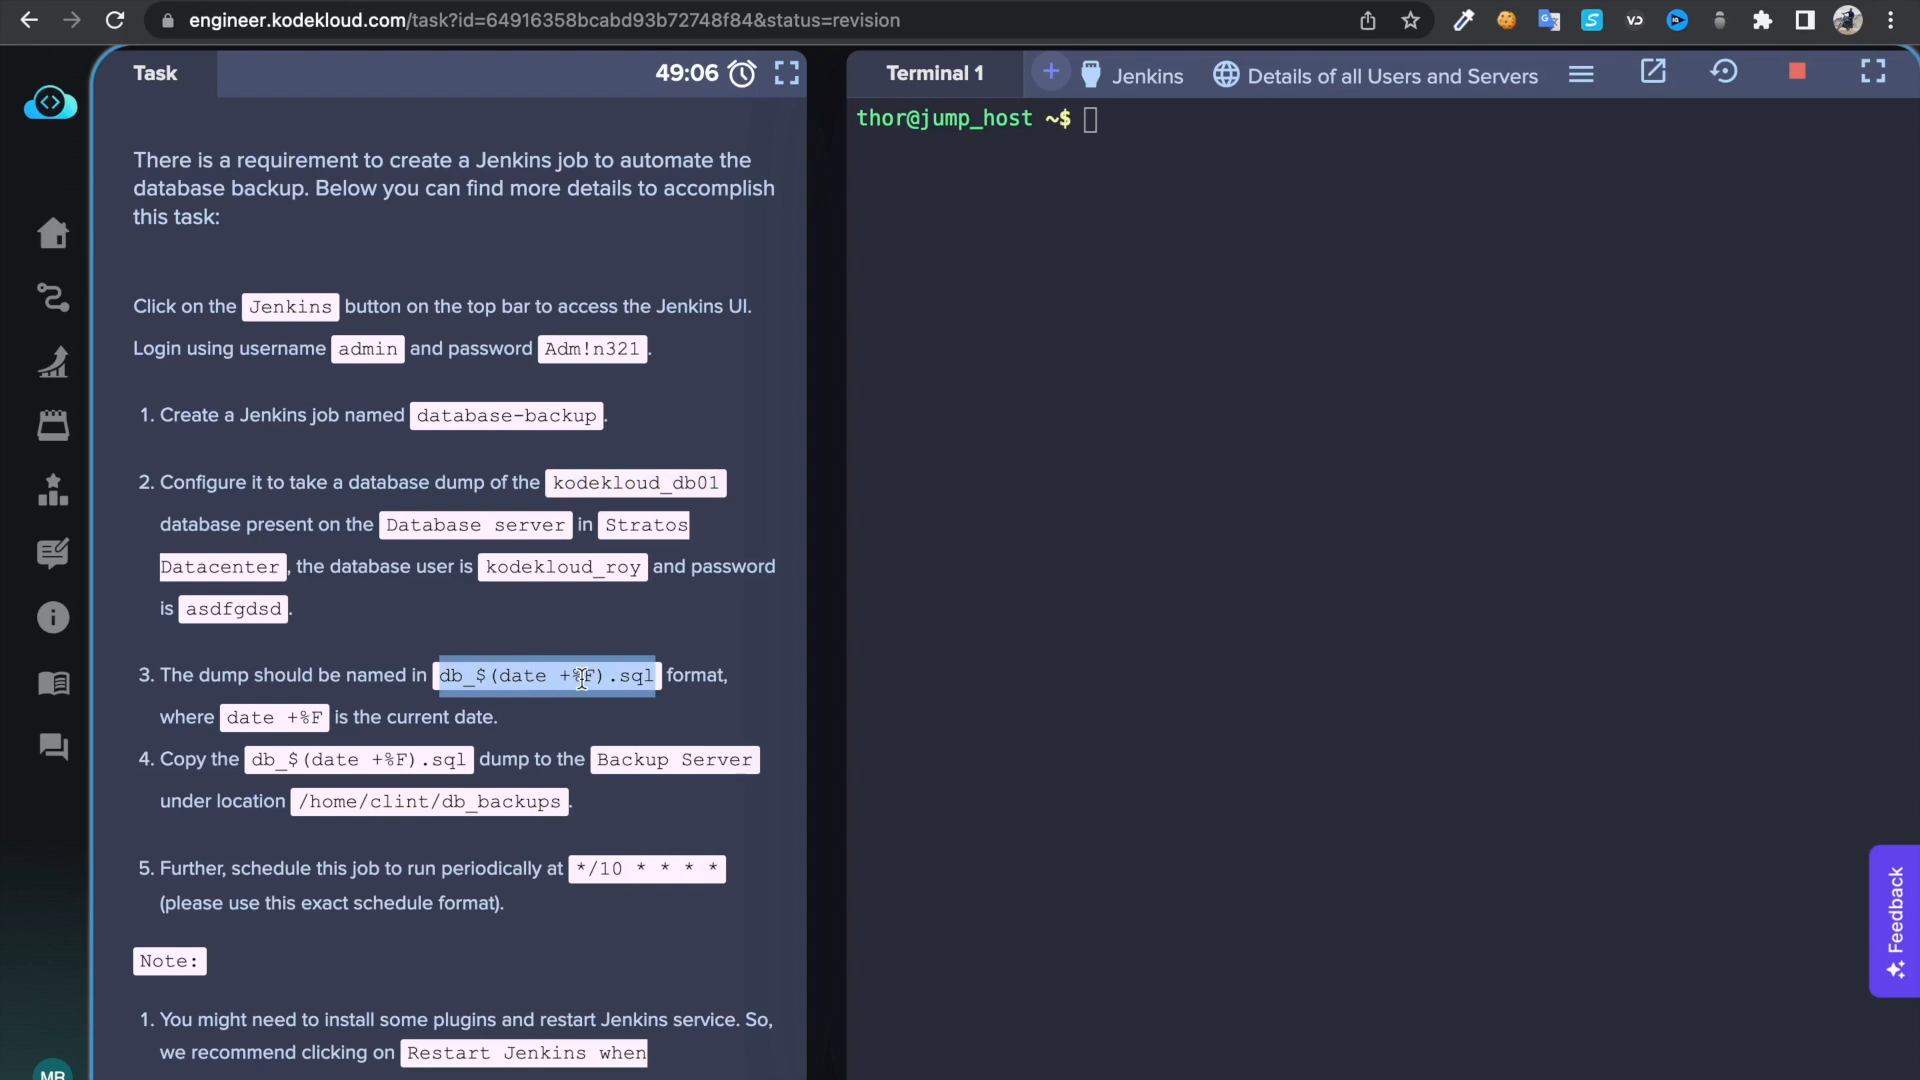 engineer.kodekloud.com/task?id=64916358bcabd93b72748f84&status=revision
Task
49:06
Terminal 1
+
Jenkins
Details of all Users and Servers
thor@jump_host ~$
There is a requirement to create a Jenkins job to automate the
database backup. Below you can find more details to accomplish
this task:
Click on the Jenkins button on the top bar to access the Jenkins UI.
Login using username admin and password Adm!n321.
1. Create a Jenkins job named database-backup.
2. Configure it to take a database dump of the kodekloud_db01
database present on the Database server in Stratos
Datacenter, the database user is kodekloud_roy and password
is asdfgdsd.
3. The dump should be named in db_$(date +%F).sql format,
where date +%F is the current date.
4. Copy the db_$(date +%F).sql dump to the Backup Server
under location /home/clint/db_backups.
5. Further, schedule this job to run periodically at */10 * * * *
(please use this exact schedule format).
Note:
1. You might need to install some plugins and restart Jenkins service. So,
we recommend clicking on Restart Jenkins when
Feedback
MB